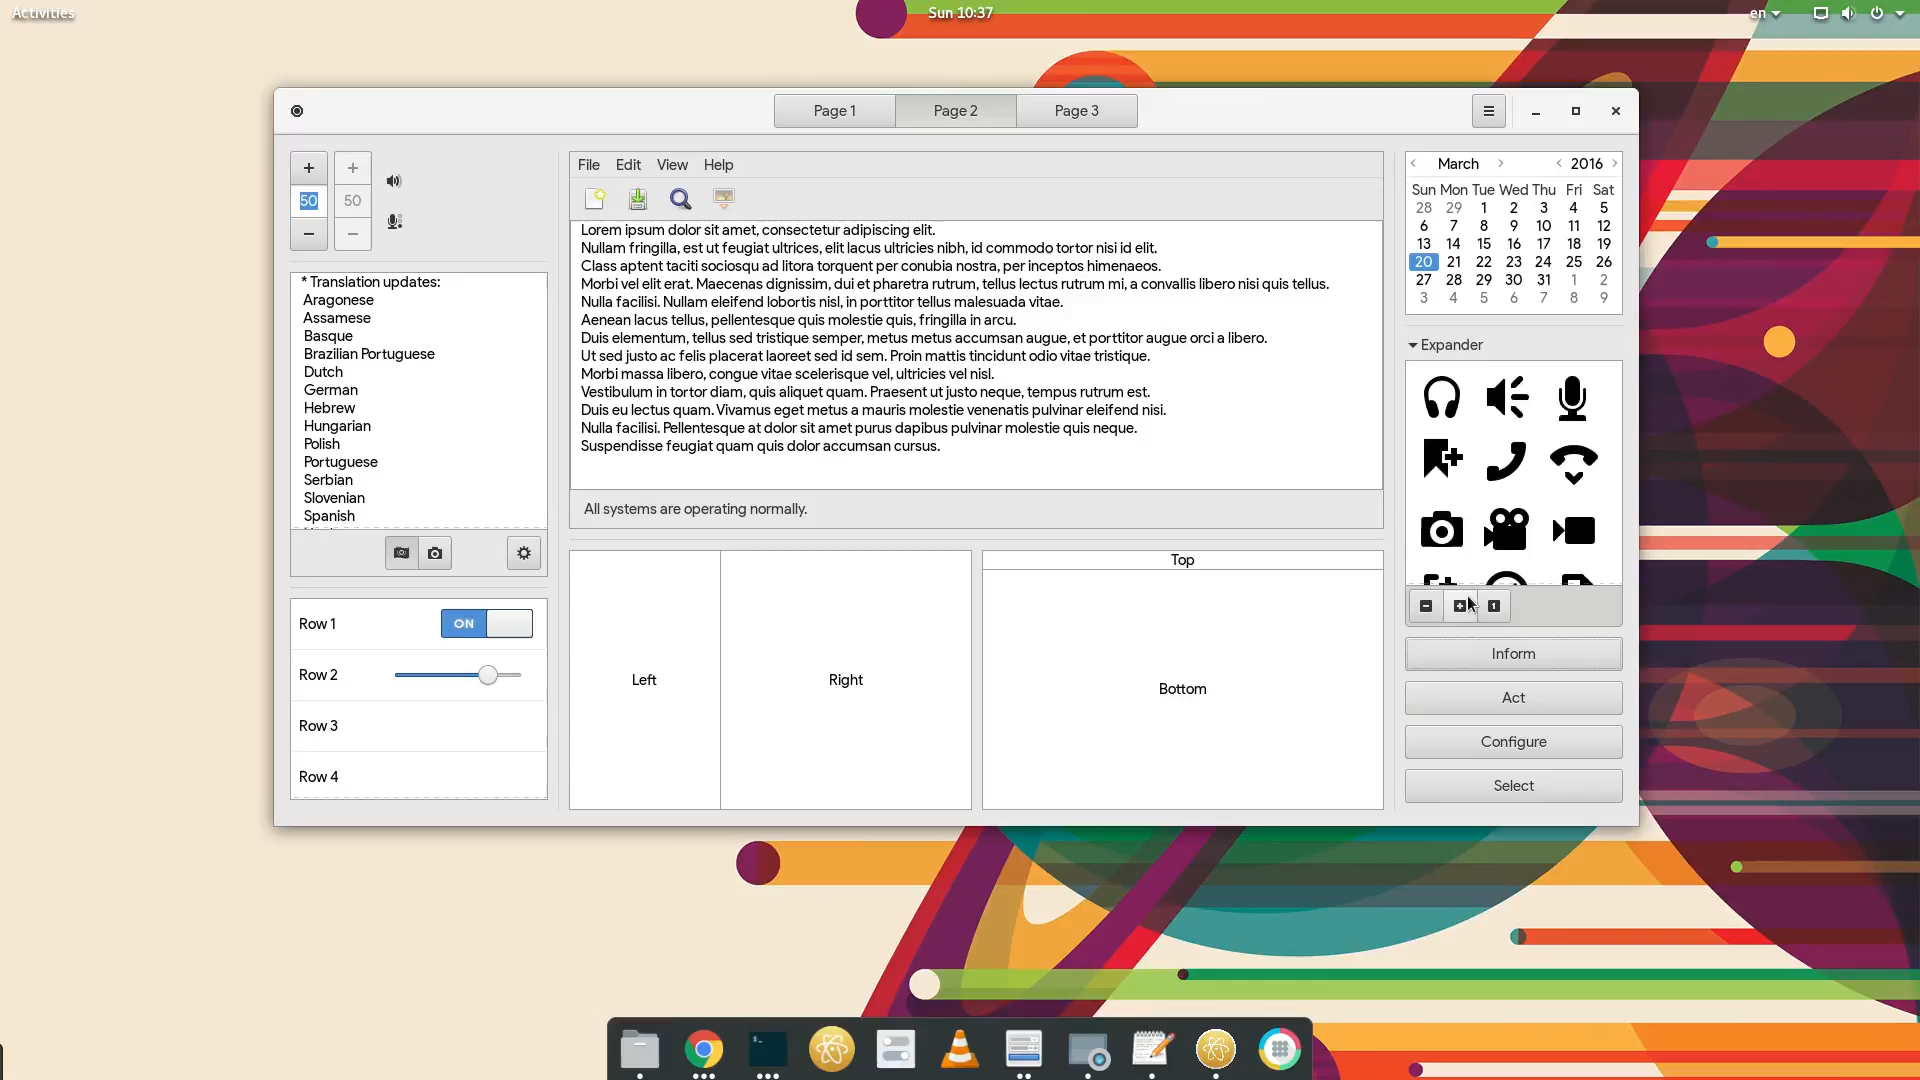 Activities
Sun 10:37
en
Page 1
Page 2
Page 3
50
50
* Translation updates:
Aragonese
Assamese
Basque
Brazilian Portuguese
Dutch
German
Hebrew
Hungarian
Polish
Portuguese
Serbian
Slovenian
Spanish
Row 1
ON
Row 2
Row 3
Row 4
File Edit View Help
Lorem ipsum dolor sit amet, consectetur adipiscing elit.
Nullam fringilla, est ut feugiat ultrices, elit lacus ultricies nibh, id commodo tortor nisi id elit.
Class aptent taciti sociosqu ad litora torquent per conubia nostra, per inceptos himenaeos.
Morbi vel elit erat. Maecenas dignissim, dui et pharetra rutrum, tellus lectus rutrum mi, a convallis libero nisi quis tellus.
Nulla facilisi. Nullam eleifend lobortis nisl, in porttitor tellus malesuada vitae.
Aenean lacus tellus, pellentesque quis molestie quis, fringilla in arcu.
Duis elementum, tellus sed tristique semper, metus metus accumsan augue, et porttitor augue orci a libero.
Ut sed justo ac felis placerat laoreet sed id sem. Proin mattis tincidunt odio vitae tristique.
Morbi massa libero, congue vitae scelerisque vel, ultricies vel nisl.
Vestibulum in tortor diam, quis aliquet quam. Praesent ut justo neque, tempus rutrum est.
Duis eu lectus quam. Vivamus eget metus a mauris molestie venenatis pulvinar eleifend nisi.
Nulla facilisi. Pellentesque at dolor sit amet purus dapibus pulvinar molestie quis neque.
Suspendisse feugiat quam quis dolor accumsan cursus.
All systems are operating normally.
Left
Right
Top
Bottom
March 2016
Sun Mon Tue Wed Thu Fri Sat
28 29 1 2 3 4 5
6 7 8 9 10 11 12
13 14 15 16 17 18 19
20 21 22 23 24 25 26
27 28 29 30 31 1 2
3 4 5 6 7 8 9
Expander
1
Inform
Act
Configure
Select